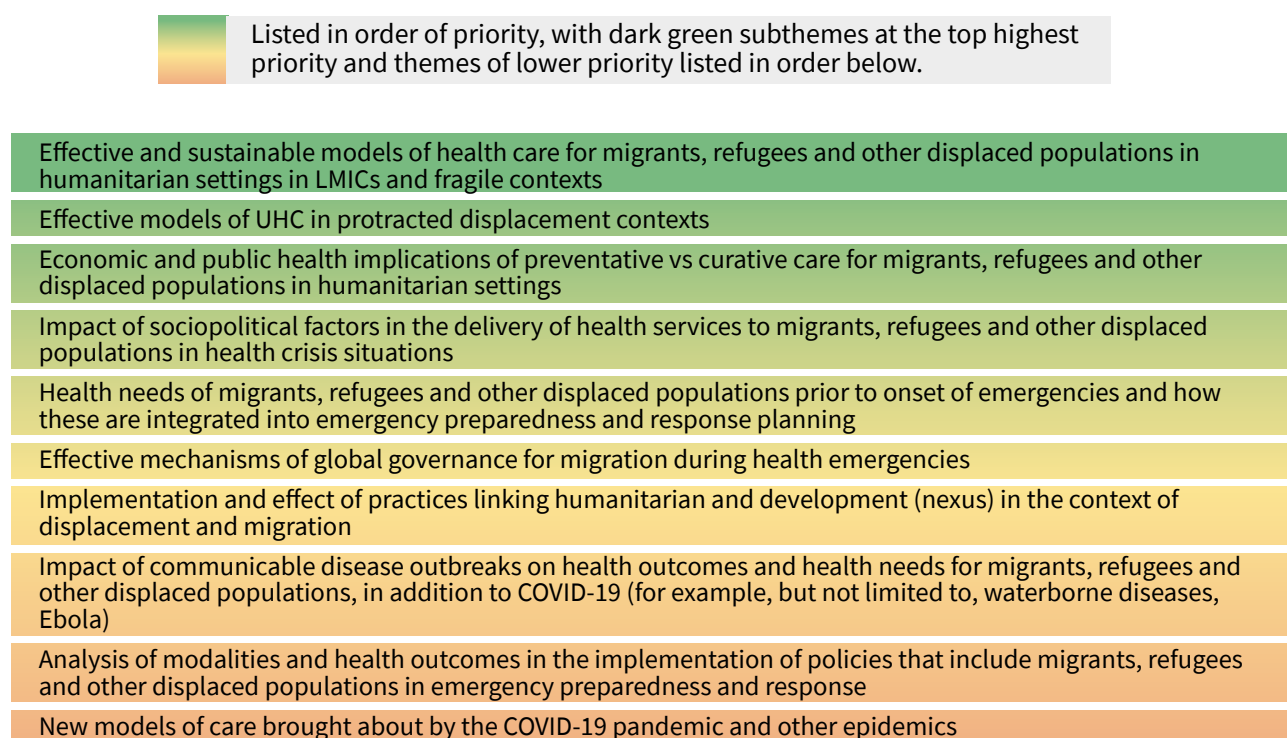 Listed in order of priority, with dark green subthemes at the top highest
priority and themes of lower priority listed in order below.
Effective and sustainable models of health care for migrants, refugees and other displaced populations in
humanitarian settings in LMICs and fragile contexts
Effective models of UHC in protracted displacement contexts
Economic and public health implications of preventative vs curative care for migrants, refugees and other
displaced populations in humanitarian settings
Impact of sociopolitical factors in the delivery of health services to migrants, refugees and other displaced
populations in health crisis situations
Health needs of migrants, refugees and other displaced populations prior to onset of emergencies and how
these are integrated into emergency preparedness and response planning
Effective mechanisms of global governance for migration during health emergencies
Implementation and effect of practices linking humanitarian and development (nexus) in the context of
displacement and migration
Impact of communicable disease outbreaks on health outcomes and health needs for migrants, refugees and
other displaced populations, in addition to COVID-19 (for example, but not limited to, waterborne diseases,
Ebola)
Analysis of modalities and health outcomes in the implementation of policies that include migrants, refugees
and other displaced populations in emergency preparedness and response
New models of care brought about by the COVID-19 pandemic and other epidemics